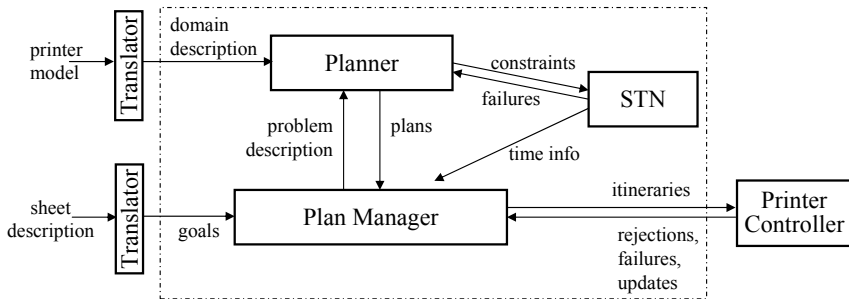 printer
model
Translator
domain
description
Planner
constraints
failures
STN
problem
description
plans
time info
sheet
description
Translator
goals
Plan Manager
itineraries
rejections,
failures,
updates
Printer
Controller